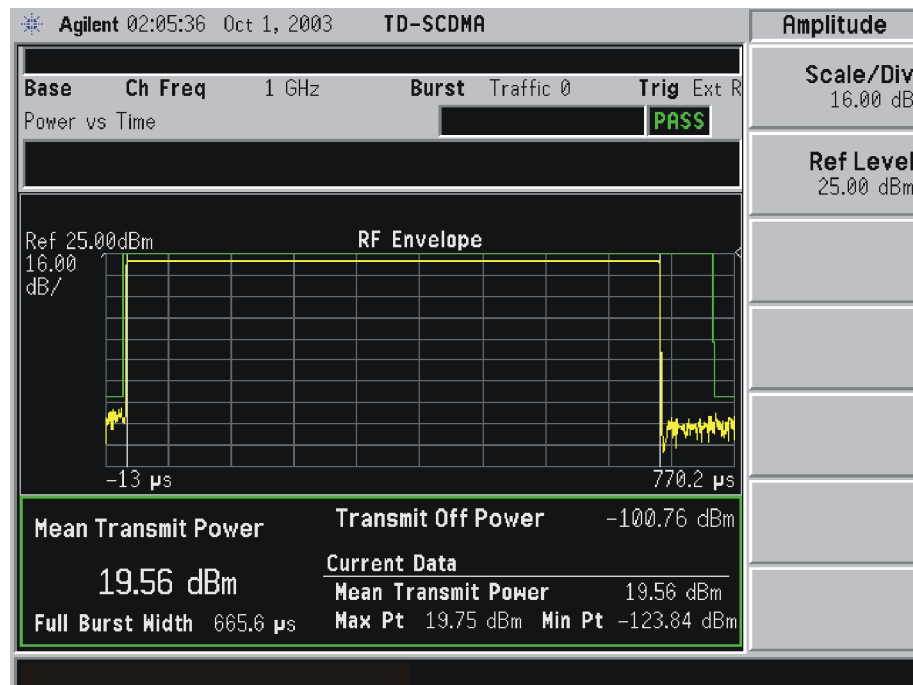 Agilent 02:05:36 Oct 1, 2003 TD-SCDMA Amplitude
Base Ch Freq 1 GHz Burst Traffic 0 Trig Ext R
Power vs Time PASS
Scale/Div
16.00 dB
Ref Level
25.00 dBm
Ref 25.00dBm RF Envelope
16.00
dB/
-13 µs 770.2 µs
Mean Transmit Power
19.56 dBm
Full Burst Width 665.6 µs
Transmit Off Power -100.76 dBm
Current Data
Mean Transmit Power 19.56 dBm
Max Pt 19.75 dBm Min Pt -123.84 dBm